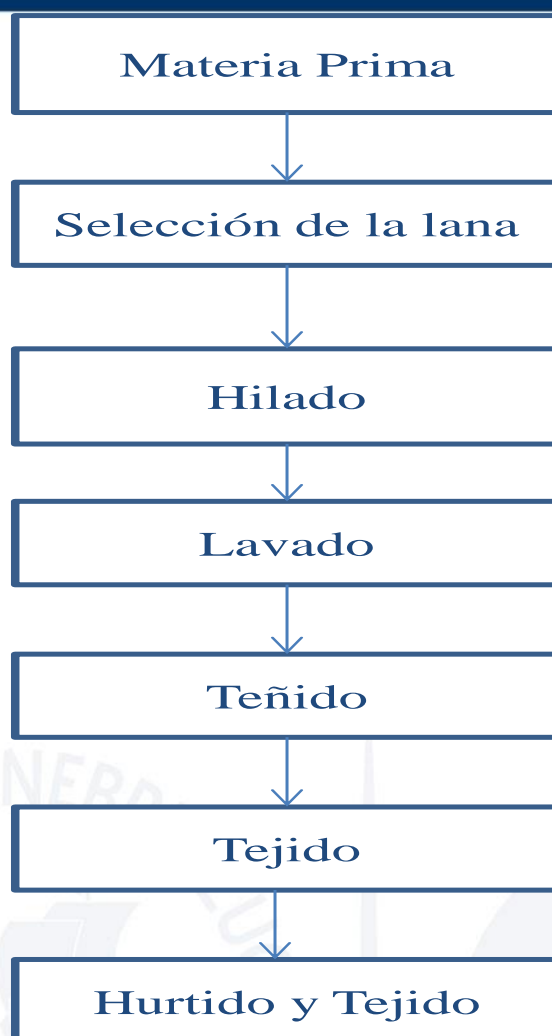 Materia Prima
Selección de la lana
Hilado
Lavado
Teñido
Tejido
Hurtido y Tejido